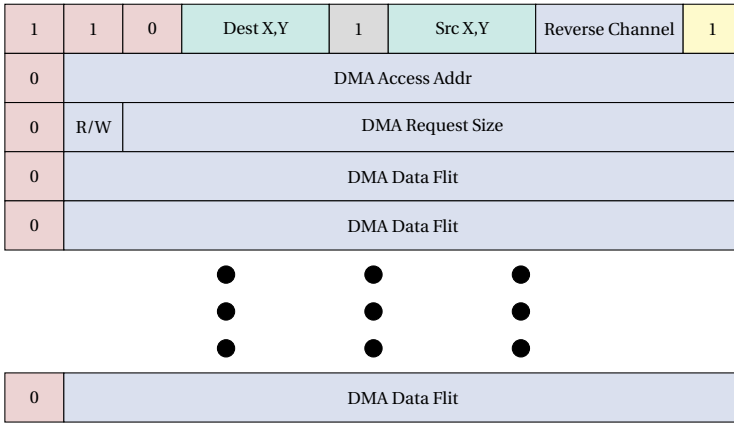 1 1 0 Dest X,Y 1 Src X,Y Reverse Channel 1
0 DMA Access Addr
0 R/W DMA Request Size
0 DMA Data Flit
0 DMA Data Flit
0 DMA Data Flit